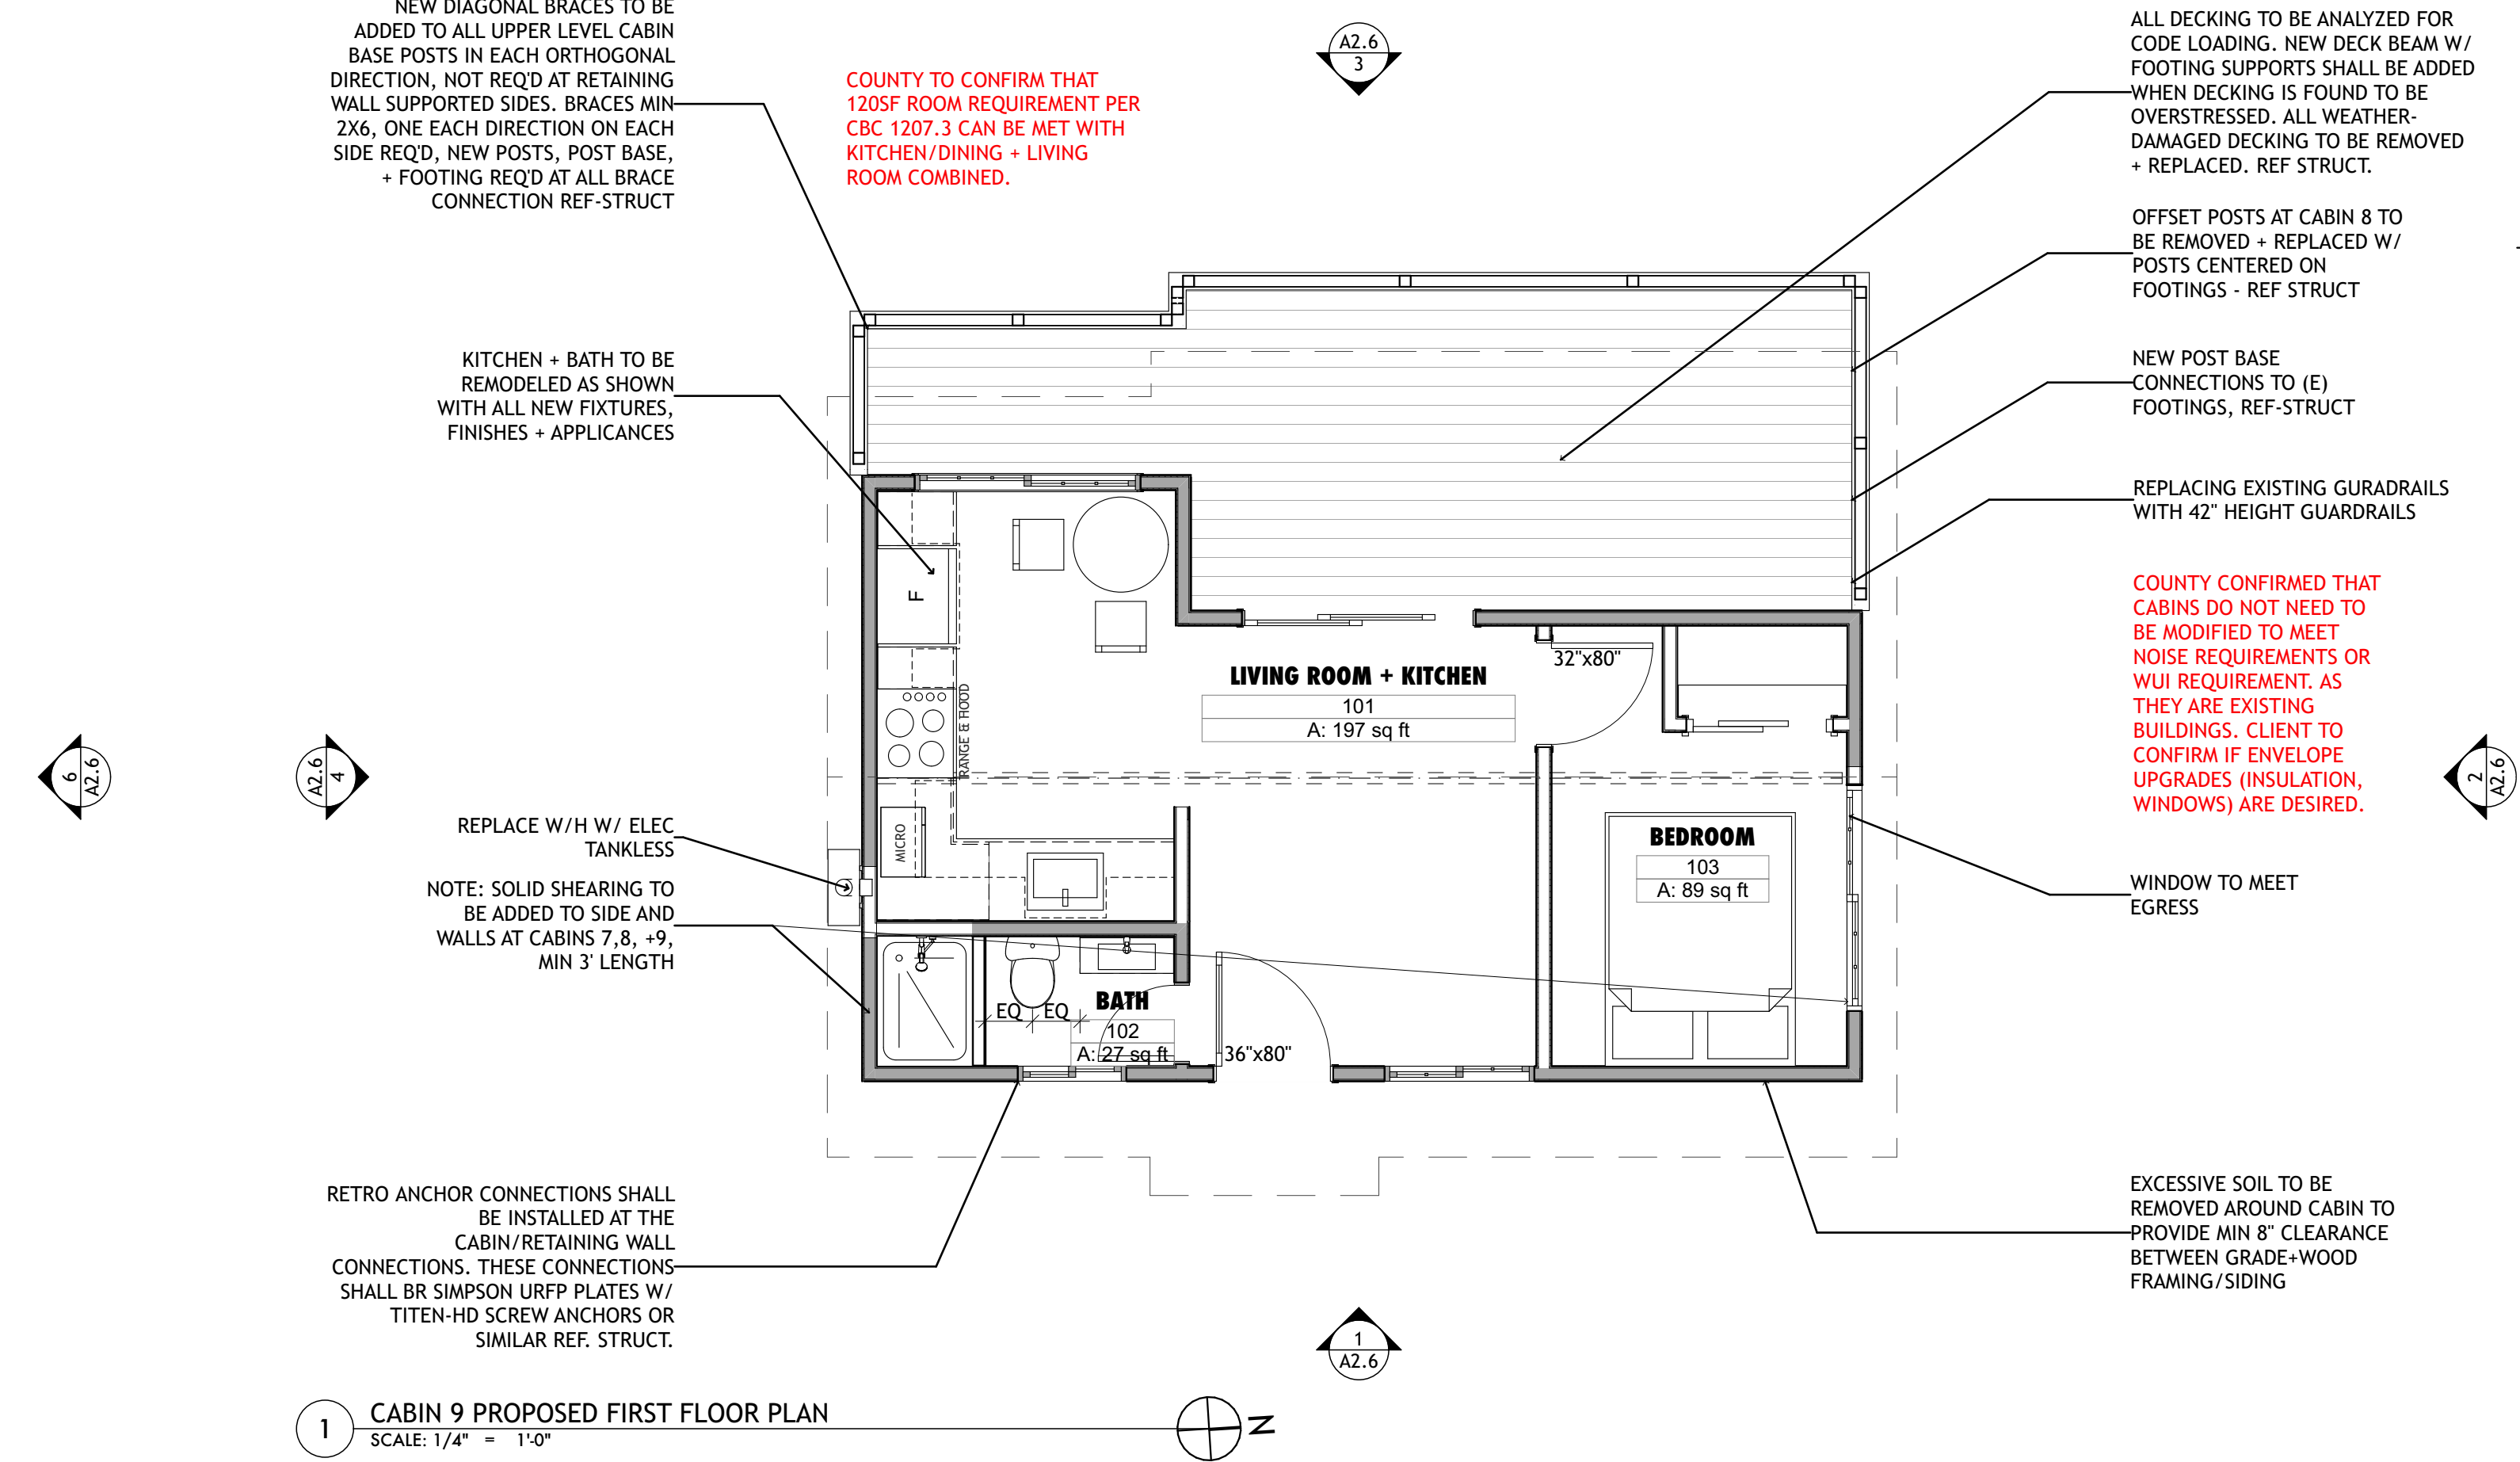 NEW DIAGONAL BRACES TO BE
ADDED TO ALL UPPER LEVEL CABIN
BASE POSTS IN EACH ORTHOGONAL
DIRECTION, NOT REQ'D AT RETAINING
WALL SUPPORTED SIDES. BRACES MIN
2X6, ONE EACH DIRECTION ON EACH
SIDE REQ'D, NEW POSTS, POST BASE,
+ FOOTING REQ'D AT ALL BRACE
CONNECTION REF-STRUCT
COUNTY TO CONFIRM THAT
120SF ROOM REQUIREMENT PER
CBC 1207.3 CAN BE MET WITH
KITCHEN/DINING + LIVING
ROOM COMBINED.
A2.6
3
ALL DECKING TO BE ANALYZED FOR
CODE LOADING. NEW DECK BEAM W/
FOOTING SUPPORTS SHALL BE ADDED
WHEN DECKING IS FOUND TO BE
OVERSTRESSED. ALL WEATHER-
DAMAGED DECKING TO BE REMOVED
+ REPLACED. REF STRUCT.
OFFSET POSTS AT CABIN 8 TO
BE REMOVED + REPLACED W/
POSTS CENTERED ON
FOOTINGS - REF STRUCT
KITCHEN + BATH TO BE
REMODELED AS SHOWN
WITH ALL NEW FIXTURES,
FINISHES + APPLICANCES
NEW POST BASE
CONNECTIONS TO (E)
FOOTINGS, REF-STRUCT
REPLACING EXISTING GURADRAILS
WITH 42" HEIGHT GUARDRAILS
COUNTY CONFIRMED THAT
CABINS DO NOT NEED TO
BE MODIFIED TO MEET
NOISE REQUIREMENTS OR
WUI REQUIREMENT. AS
THEY ARE EXISTING
BUILDINGS. CLIENT TO
CONFIRM IF ENVELOPE
UPGRADES (INSULATION,
WINDOWS) ARE DESIRED.
F
RANGE & HOOD
MICRO
LIVING ROOM + KITCHEN
101
A: 197 sq ft
32"x80"
6
A2.6
A2.6
4
2
A2.6
BEDROOM
103
A: 89 sq ft
REPLACE W/H W/ ELEC
TANKLESS
NOTE: SOLID SHEARING TO
BE ADDED TO SIDE AND
WALLS AT CABINS 7,8, +9,
MIN 3' LENGTH
WINDOW TO MEET
EGRESS
EQ EQ
BATH
102
A: 27 sq ft
36"x80"
RETRO ANCHOR CONNECTIONS SHALL
BE INSTALLED AT THE
CABIN/RETAINING WALL
CONNECTIONS. THESE CONNECTIONS
SHALL BR SIMPSON URFP PLATES W/
TITEN-HD SCREW ANCHORS OR
SIMILAR REF. STRUCT.
EXCESSIVE SOIL TO BE
REMOVED AROUND CABIN TO
PROVIDE MIN 8" CLEARANCE
BETWEEN GRADE+WOOD
FRAMING/SIDING
1
A2.6
1
CABIN 9 PROPOSED FIRST FLOOR PLAN
SCALE: 1/4" = 1'-0"
N